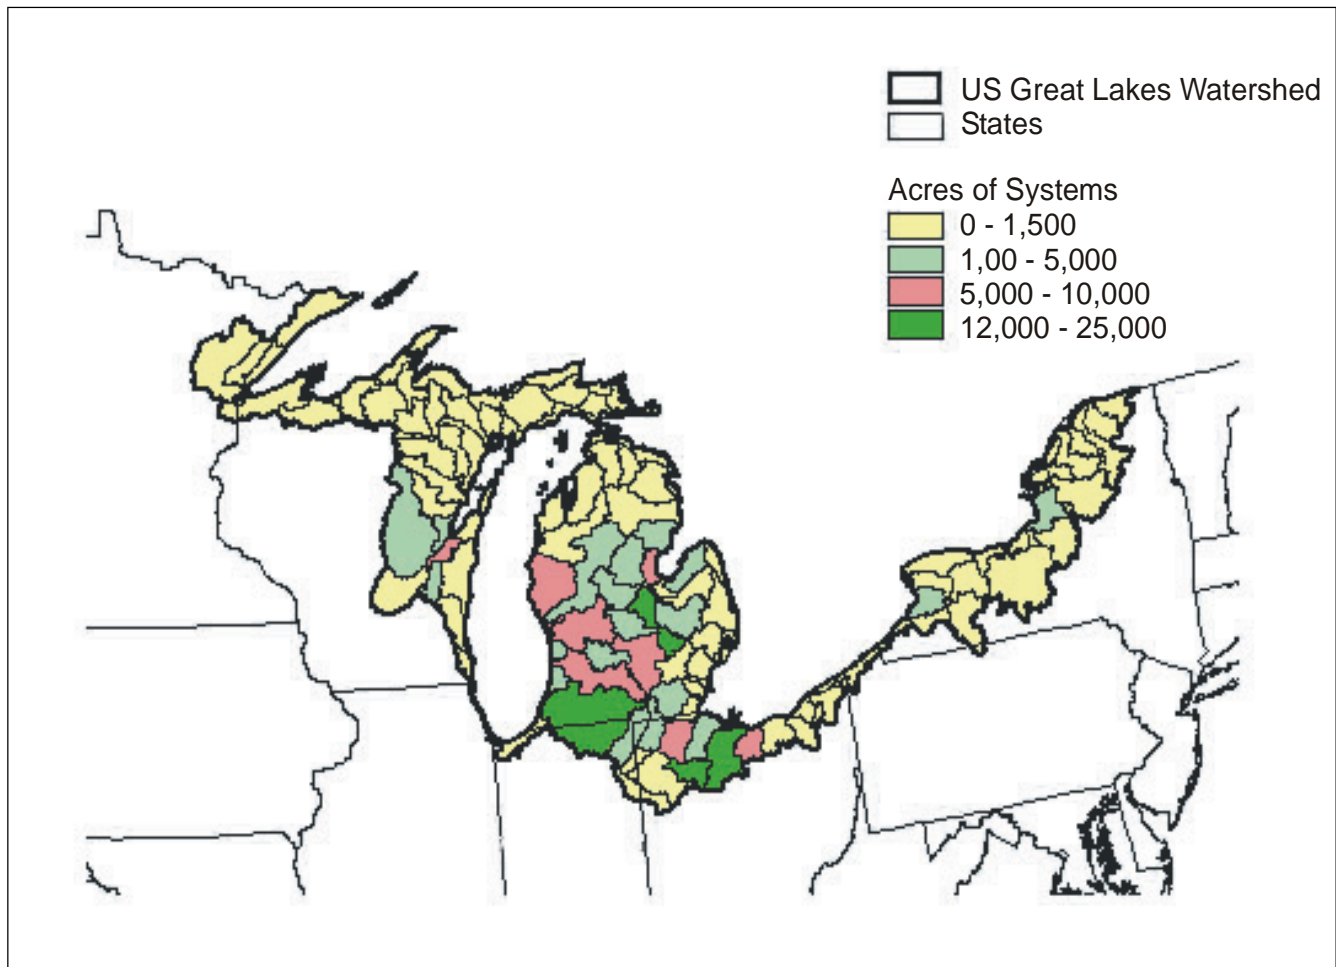 US Great Lakes Watershed
States
Acres of Systems
0 - 1,500
1,00 - 5,000
5,000 - 10,000
12,000 - 25,000